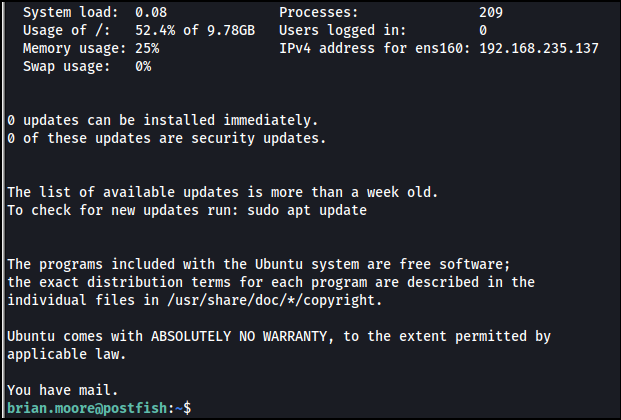 System load: 0.08 Processes: 209
Usage of /: 52.4% of 9.78GB Users logged in: 0
Memory usage: 25% IPv4 address for ens160: 192.168.235.137
Swap usage: 0%
0 updates can be installed immediately.
0 of these updates are security updates.
The list of available updates is more than a week old.
To check for new updates run: sudo apt update
The programs included with the Ubuntu system are free software;
the exact distribution terms for each program are described in the
individual files in /usr/share/doc/*/copyright.
Ubuntu comes with ABSOLUTELY NO WARRANTY, to the extent permitted by
applicable law.
You have mail.
brian.moore@postfish:~$